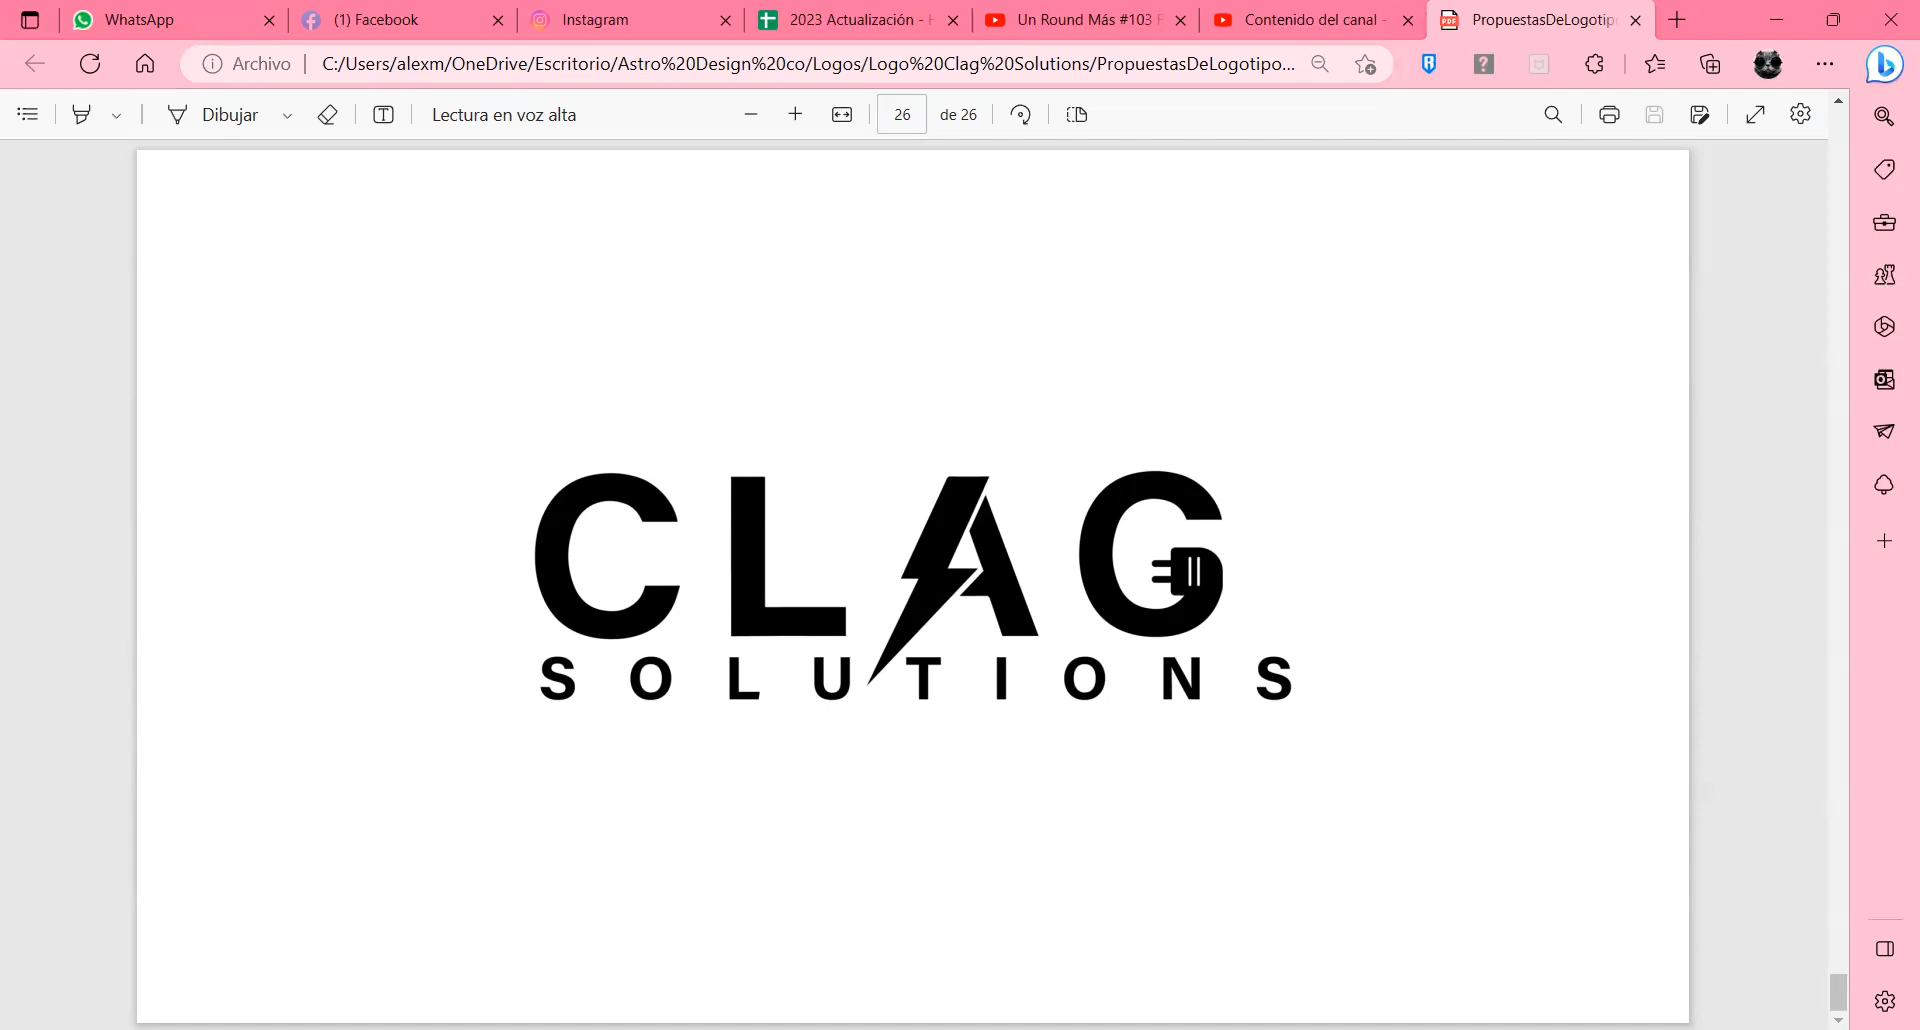 WhatsApp
(1) Facebook
Instagram
2023 Actualización -
Un Round Más #103
Contenido del canal -
PropuestasDeLogotip
Archivo
C:/Users/alexm/OneDrive/Escritorio/Astro%20Design%20co/Logos/Logo%20Clag%20Solutions/PropuestasDeLogotipo...
Dibujar
Lectura en voz alta
26
de 26
CLAG
SOLUTIONS